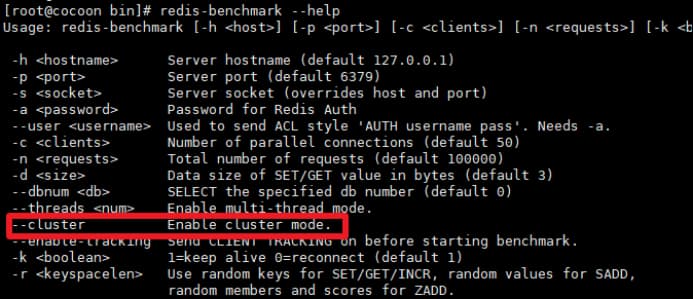 [root@cocoon bin]# redis-benchmark --help
Usage: redis-benchmark [-h <host>] [-p <port>] [-c <clients>] [-n <requests>] [-k <b
-h <hostname> Server hostname (default 127.0.0.1)
-p <port> Server port (default 6379)
-s <socket> Server socket (overrides host and port)
-a <password> Password for Redis Auth
--user <username> Used to send ACL style 'AUTH username pass'. Needs -a.
-c <clients> Number of parallel connections (default 50)
-n <requests> Total number of requests (default 100000)
-d <size> Data size of SET/GET value in bytes (default 3)
--dbnum <db> SELECT the specified db number (default 0)
--threads <num> Enable multi-thread mode.
--cluster Enable cluster mode.
--enable-tracking Send CLIENT TRACKING on before starting benchmark.
-k <boolean> 1=keep alive 0=reconnect (default 1)
-r <keyspacelen> Use random keys for SET/GET/INCR, random values for SADD,
random members and scores for ZADD.